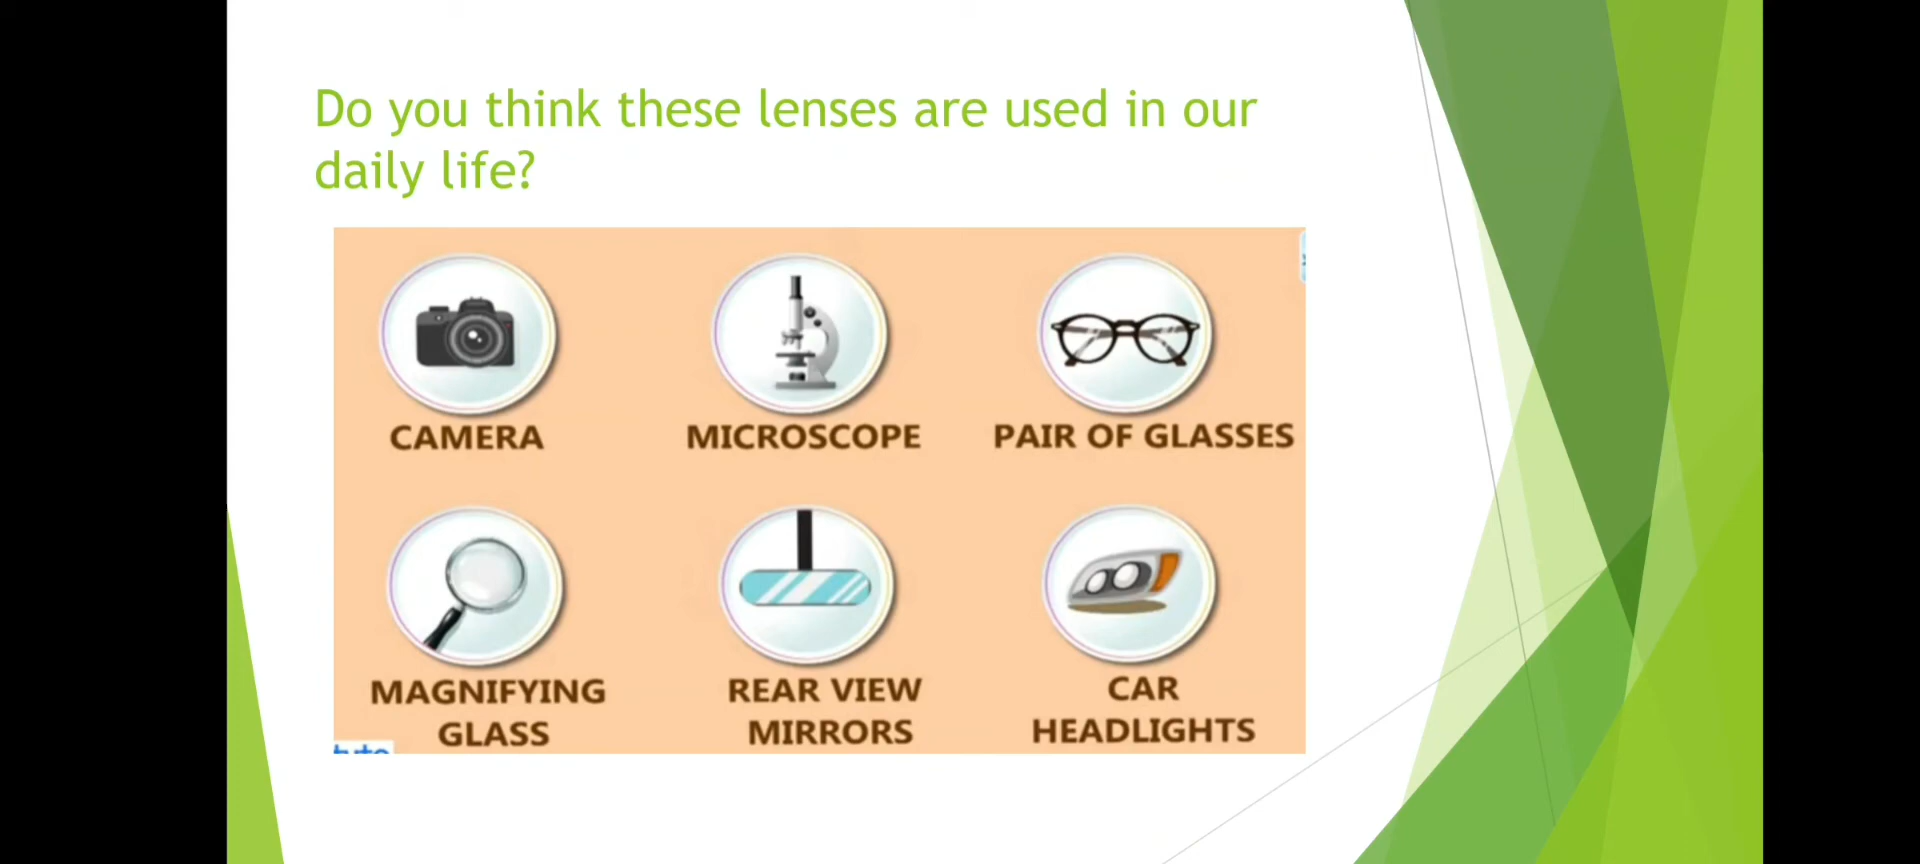 Do you think these lenses are used in our
daily life?
CAMERA
MICROSCOPE
PAIR OF GLASSES
MAGNIFYING
GLASS
REAR VIEW
MIRRORS
CAR
HEADLIGHTS